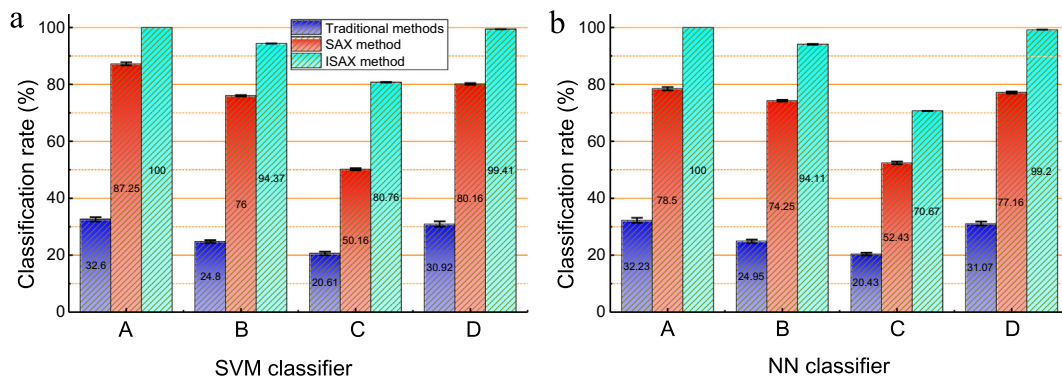 a
Classification rate (%)
100
80
60
40
20
0
Traditional methods
SAX method
ISAX method
32.6
87.25
100
24.8
76
94.37
20.61
50.16
80.76
30.92
80.16
99.41
A
B
C
D
SVM classifier
b
Classification rate (%)
100
80
60
40
20
0
32.23
78.5
100
24.95
74.25
94.11
20.43
52.43
70.67
31.07
77.16
99.2
A
B
C
D
NN classifier